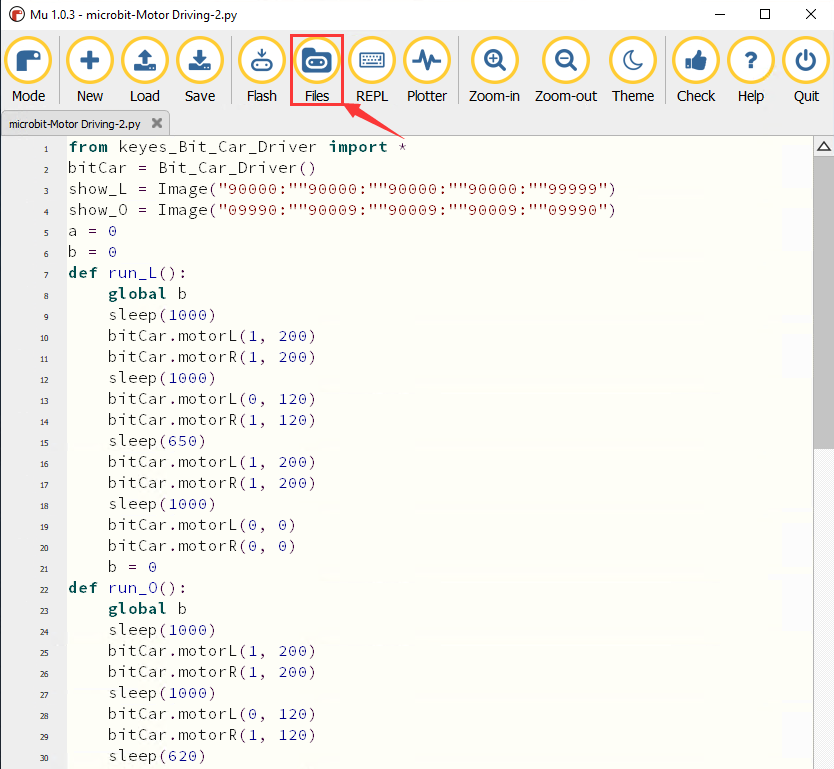 Mu 1.0.3 - microbit-Motor Driving-2.py
Mode New Load Save Flash Files REPL Plotter Zoom-in Zoom-out Theme Check Help Quit
microbit-Motor Driving-2.py
1 from keyes_Bit_Car_Driver import *
2 bitCar = Bit_Car_Driver()
3 show_L = Image("90000:""90000:""90000:""90000:""99999")
4 show_O = Image("09990:""90009:""90009:""90009:""09990")
5 a = 0
6 b = 0
7 def run_L():
8     global b
9     sleep(1000)
10     bitCar.motorL(1, 200)
11     bitCar.motorR(1, 200)
12     sleep(1000)
13     bitCar.motorL(0, 120)
14     bitCar.motorR(1, 120)
15     sleep(650)
16     bitCar.motorL(1, 200)
17     bitCar.motorR(1, 200)
18     sleep(1000)
19     bitCar.motorL(0, 0)
20     bitCar.motorR(0, 0)
21     b = 0
22 def run_O():
23     global b
24     sleep(1000)
25     bitCar.motorL(1, 200)
26     bitCar.motorR(1, 200)
27     sleep(1000)
28     bitCar.motorL(0, 120)
29     bitCar.motorR(1, 120)
30     sleep(620)